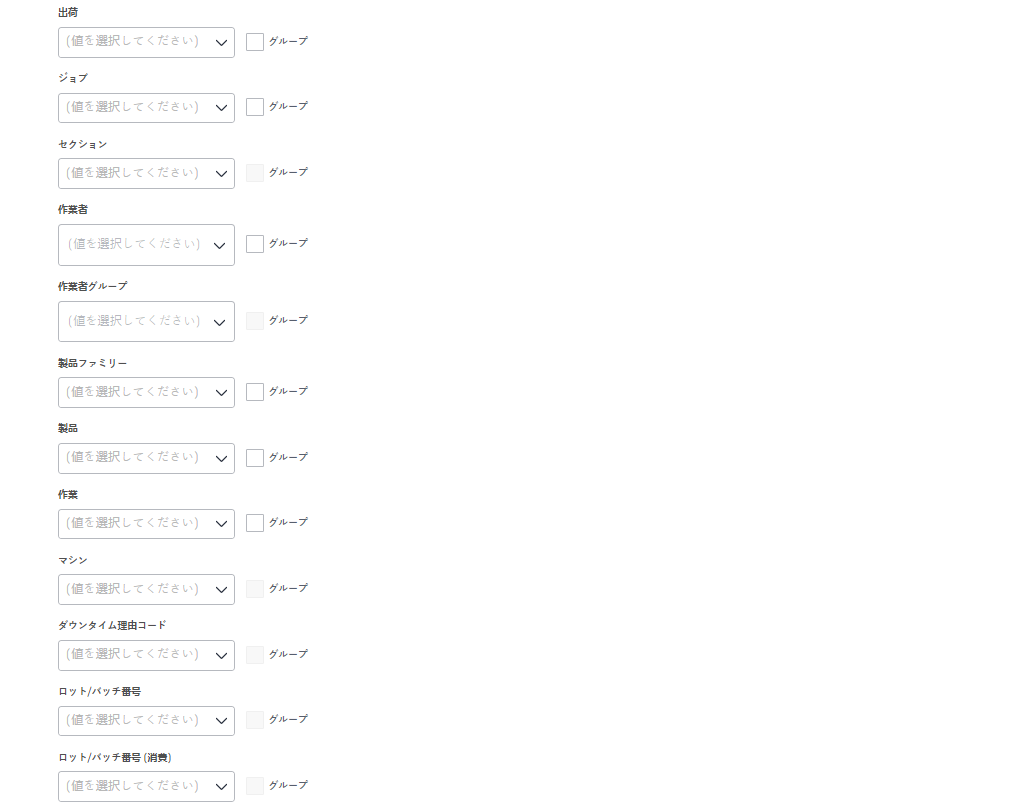 出荷
(値を選択してください) グループ
ジョブ
(値を選択してください) グループ
セクション
(値を選択してください) グループ
作業者
(値を選択してください) グループ
作業者グループ
(値を選択してください) グループ
製品ファミリー
(値を選択してください) グループ
製品
(値を選択してください) グループ
作業
(値を選択してください) グループ
マシン
(値を選択してください) グループ
ダウンタイム理由コード
(値を選択してください) グループ
ロット/バッチ番号
(値を選択してください) グループ
ロット/バッチ番号 (消費)
(値を選択してください) グループ